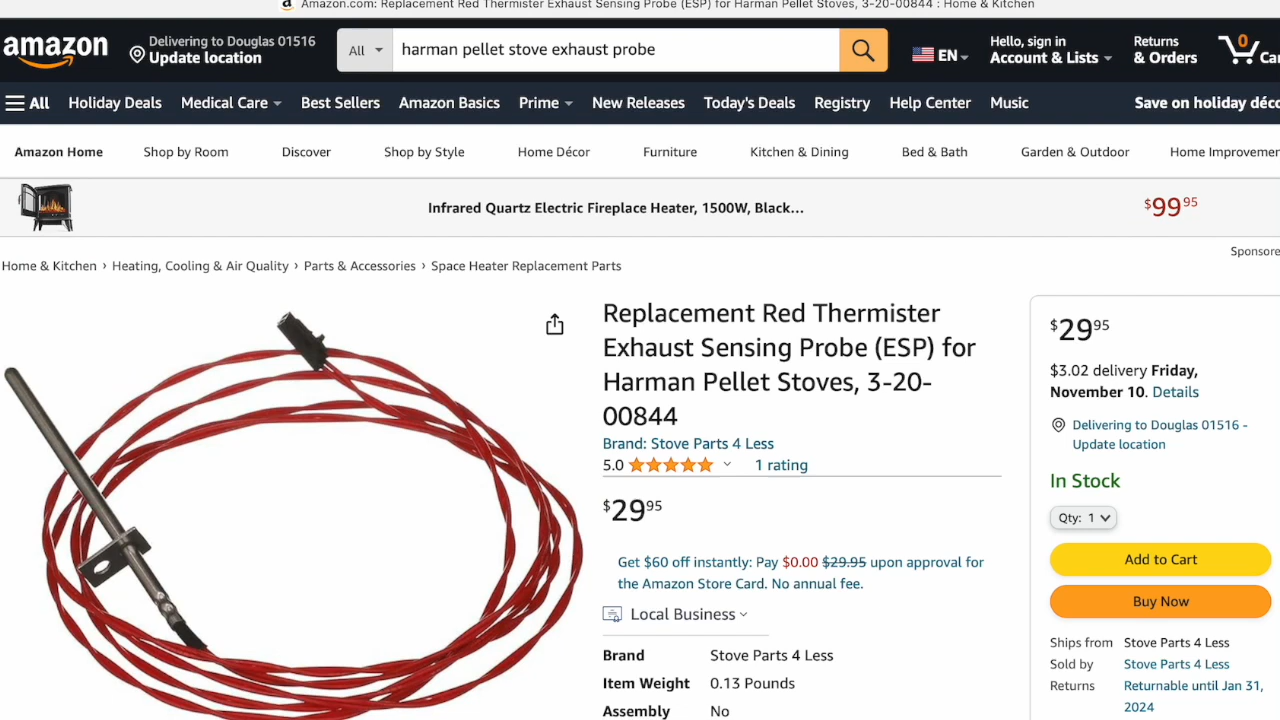 Amazon.com: Replacement Red Thermister Exhaust Sensing Probe (ESP) for Harman Pellet Stoves, 3-20-00844 : Home & Kitchen
amazon
Delivering to Douglas 01516
Update location
All
harman pellet stove exhaust probe
EN
Hello, sign in
Account & Lists
Returns
& Orders
0
Ca
All Holiday Deals Medical Care Best Sellers Amazon Basics Prime New Releases Today's Deals Registry Help Center Music Save on holiday déc
Amazon Home Shop by Room Discover Shop by Style Home Décor Furniture Kitchen & Dining Bed & Bath Garden & Outdoor Home Improvemen
Infrared Quartz Electric Fireplace Heater, 1500W, Black... $99 95
Sponsore
Home & Kitchen › Heating, Cooling & Air Quality › Parts & Accessories › Space Heater Replacement Parts
Replacement Red Thermister
Exhaust Sensing Probe (ESP) for
Harman Pellet Stoves, 3-20-
00844
Brand: Stove Parts 4 Less
5.0 1 rating
$29 95
Get $60 off instantly: Pay $0.00 $29.95 upon approval for
the Amazon Store Card. No annual fee.
Local Business
Brand Stove Parts 4 Less
Item Weight 0.13 Pounds
Assembly No
$29 95
$3.02 delivery Friday,
November 10. Details
Delivering to Douglas 01516 -
Update location
In Stock
Qty: 1
Add to Cart
Buy Now
Ships from Stove Parts 4 Less
Sold by Stove Parts 4 Less
Returns Returnable until Jan 31,
2024